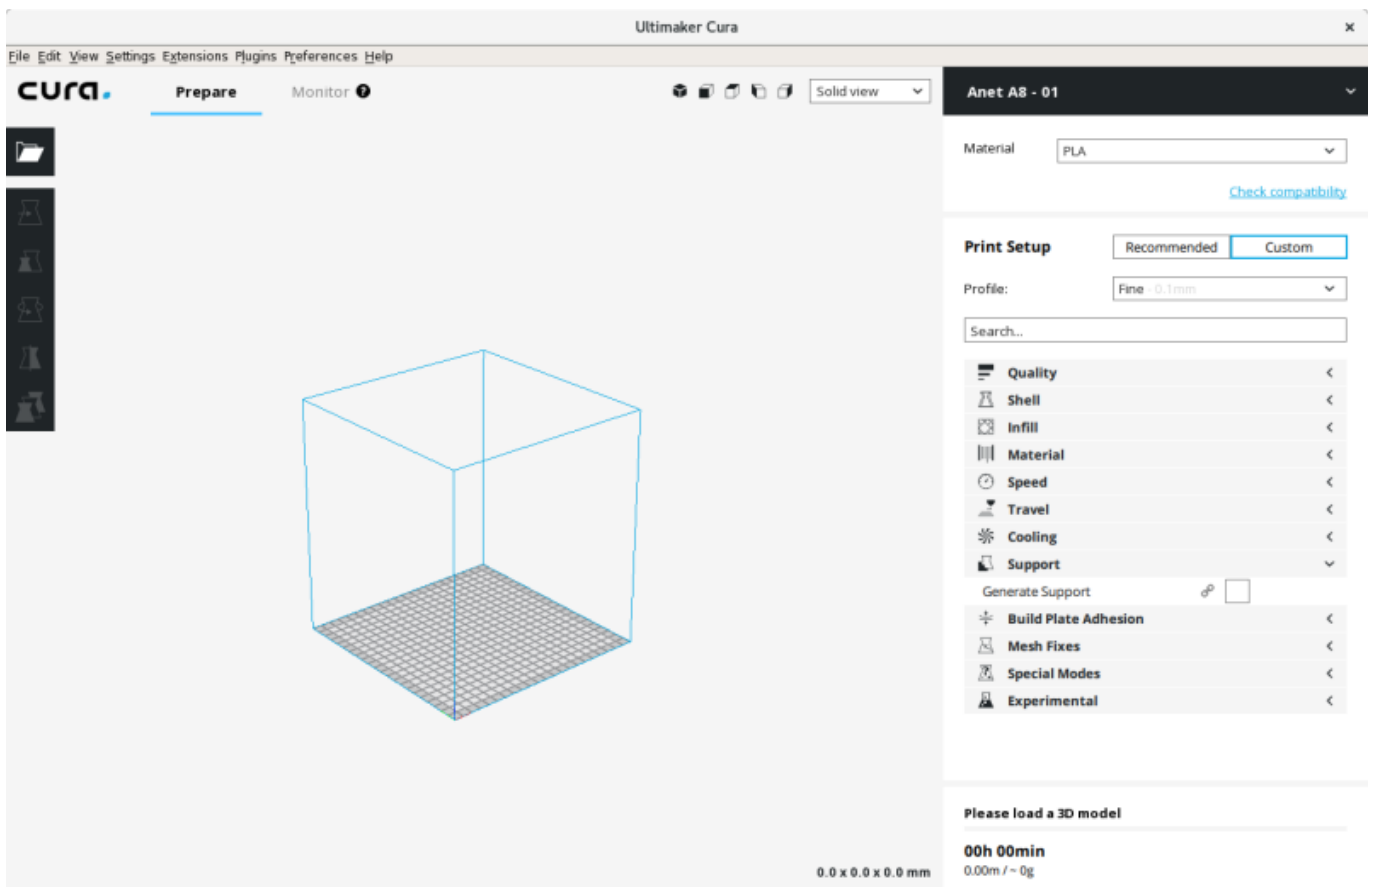 Ultimaker Cura
File Edit View Settings Extensions Plugins Preferences Help
cura.
Prepare
Monitor ?
Solid view
Anet A8 - 01
Material
PLA
Check compatibility
Print Setup
Recommended
Custom
Profile:
Fine - 0.1mm
Search...
Quality
Shell
Infill
Material
Speed
Travel
Cooling
Support
Generate Support
Build Plate Adhesion
Mesh Fixes
Special Modes
Experimental
Please load a 3D model
00h 00min
0.00m / ~ 0g
0.0 x 0.0 x 0.0 mm